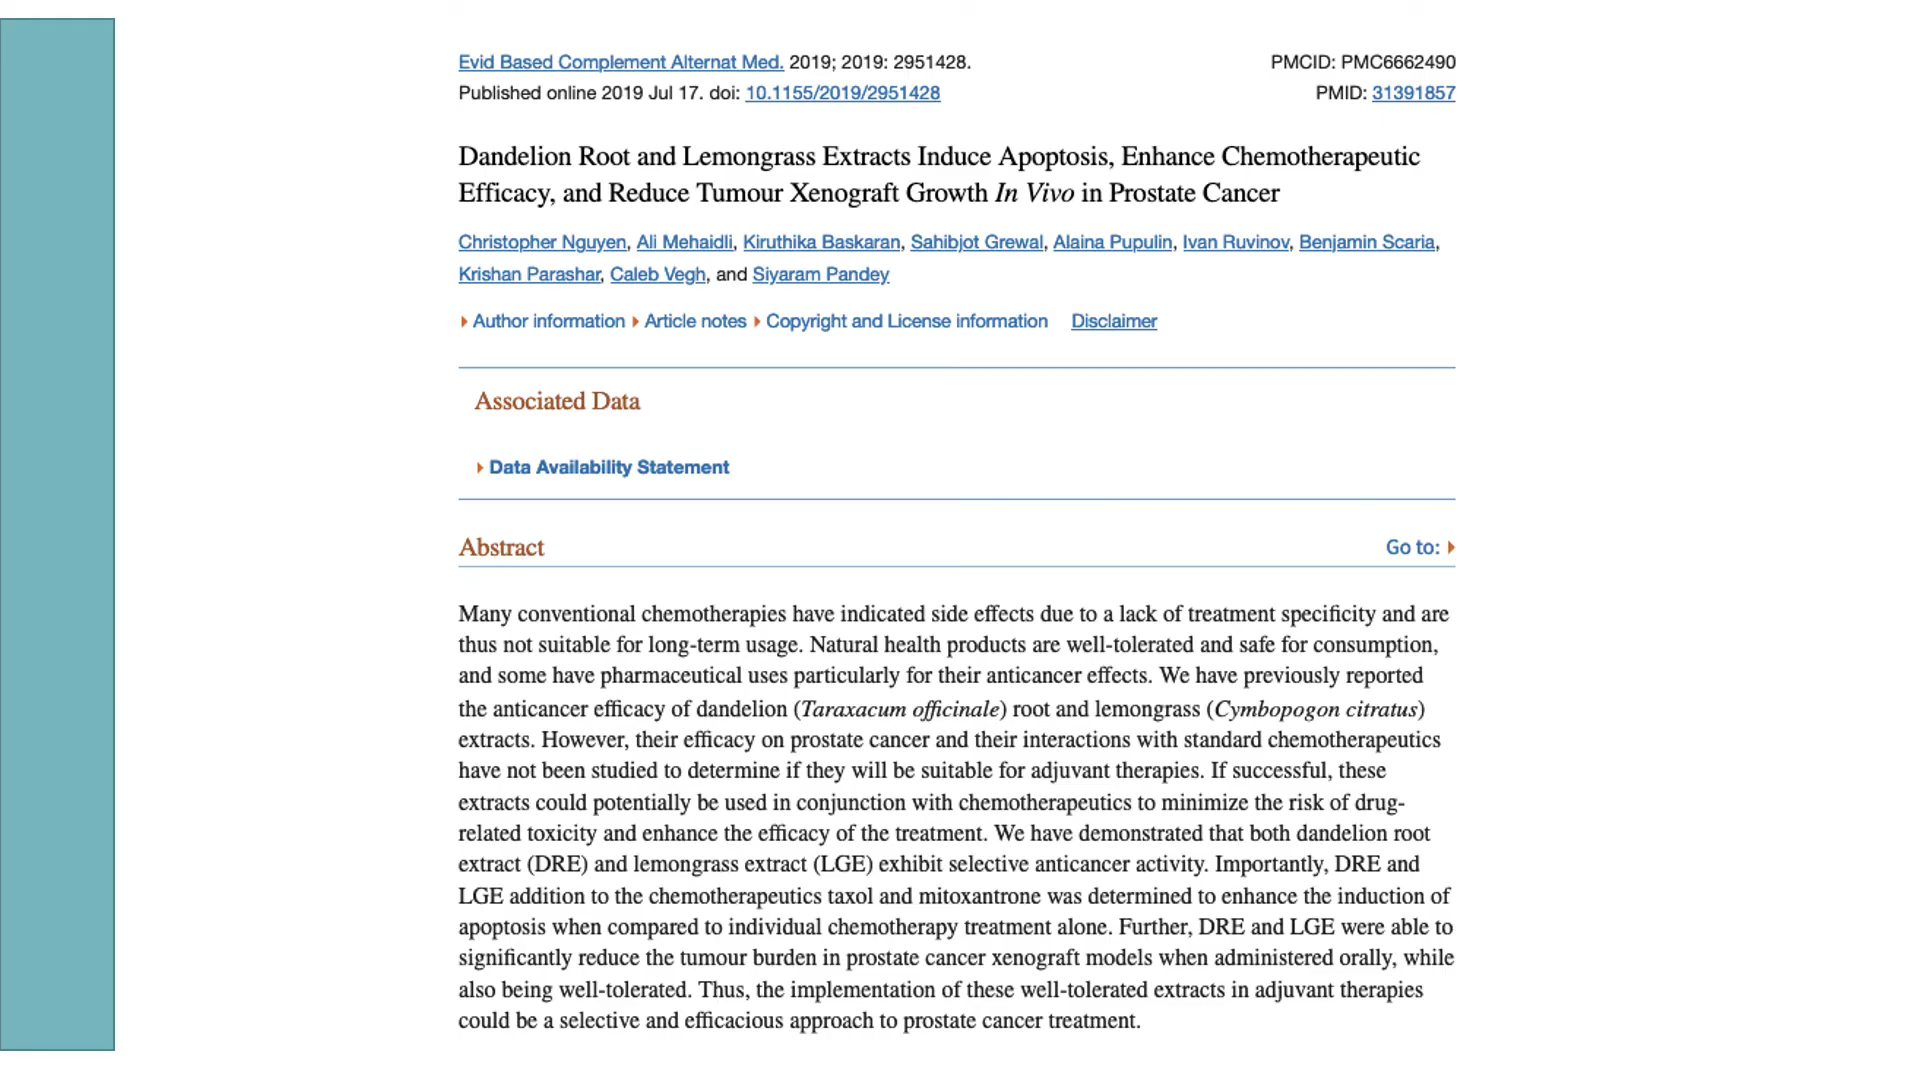 Evid Based Complement Alternat Med. 2019; 2019: 2951428. PMCID: PMC6662490
Published online 2019 Jul 17. doi: 10.1155/2019/2951428 PMID: 31391857
Dandelion Root and Lemongrass Extracts Induce Apoptosis, Enhance Chemotherapeutic
Efficacy, and Reduce Tumour Xenograft Growth In Vivo in Prostate Cancer
Christopher Nguyen, Ali Mehaidli, Kiruthika Baskaran, Sahibjot Grewal, Alaina Pupulin, Ivan Ruvinov, Benjamin Scaria,
Krishan Parashar, Caleb Vegh, and Siyaram Pandey
Author information Article notes Copyright and License information Disclaimer
Associated Data
Data Availability Statement
Abstract Go to:
Many conventional chemotherapies have indicated side effects due to a lack of treatment specificity and are
thus not suitable for long-term usage. Natural health products are well-tolerated and safe for consumption,
and some have pharmaceutical uses particularly for their anticancer effects. We have previously reported
the anticancer efficacy of dandelion (Taraxacum officinale) root and lemongrass (Cymbopogon citratus)
extracts. However, their efficacy on prostate cancer and their interactions with standard chemotherapeutics
have not been studied to determine if they will be suitable for adjuvant therapies. If successful, these
extracts could potentially be used in conjunction with chemotherapeutics to minimize the risk of drug-
related toxicity and enhance the efficacy of the treatment. We have demonstrated that both dandelion root
extract (DRE) and lemongrass extract (LGE) exhibit selective anticancer activity. Importantly, DRE and
LGE addition to the chemotherapeutics taxol and mitoxantrone was determined to enhance the induction of
apoptosis when compared to individual chemotherapy treatment alone. Further, DRE and LGE were able to
significantly reduce the tumour burden in prostate cancer xenograft models when administered orally, while
also being well-tolerated. Thus, the implementation of these well-tolerated extracts in adjuvant therapies
could be a selective and efficacious approach to prostate cancer treatment.